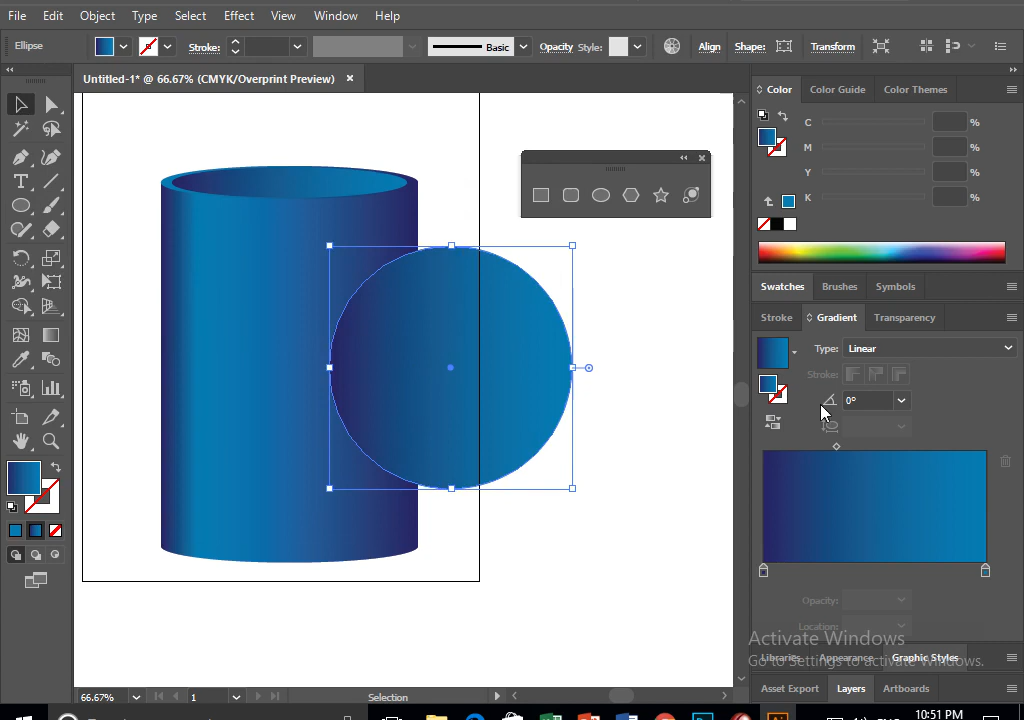 File Edit Object Type Select Effect View Window Help
Ellipse Stroke: Basic Opacity Style: Align Shape: Transform
Untitled-1* @ 66.67% (CMYK/Overprint Preview) ×
Color Color Guide Color Themes
C %
M %
Y %
K %
Swatches Brushes Symbols
Stroke Gradient Transparency
Type: Linear
Stroke:
0°
Opacity:
Location:
Activate Windows
Go to Settings to activate Windows.
Libraries Appearance Graphic Styles
66.67% 1 Selection
Asset Export Layers Artboards
10:51 PM